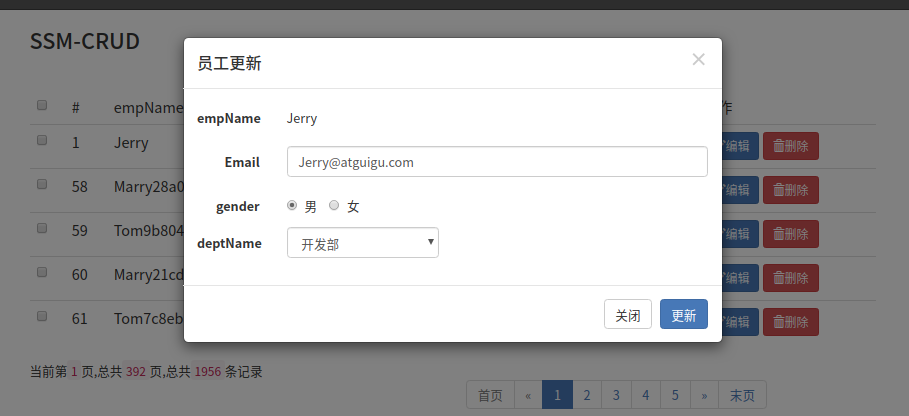 SSM-CRUD
员工更新 ×
# empName 作
empName Jerry
1 Jerry 编辑 删除
Email Jerry@atguigu.com
58 Marry28a0 编辑 删除
gender 男 女
59 Tom9b804 编辑 删除
deptName 开发部
60 Marry21cd 编辑 删除
关闭 更新
61 Tom7c8eb 编辑 删除
当前第 1 页,总共 392 页,总共 1956 条记录
首页 « 1 2 3 4 5 » 末页